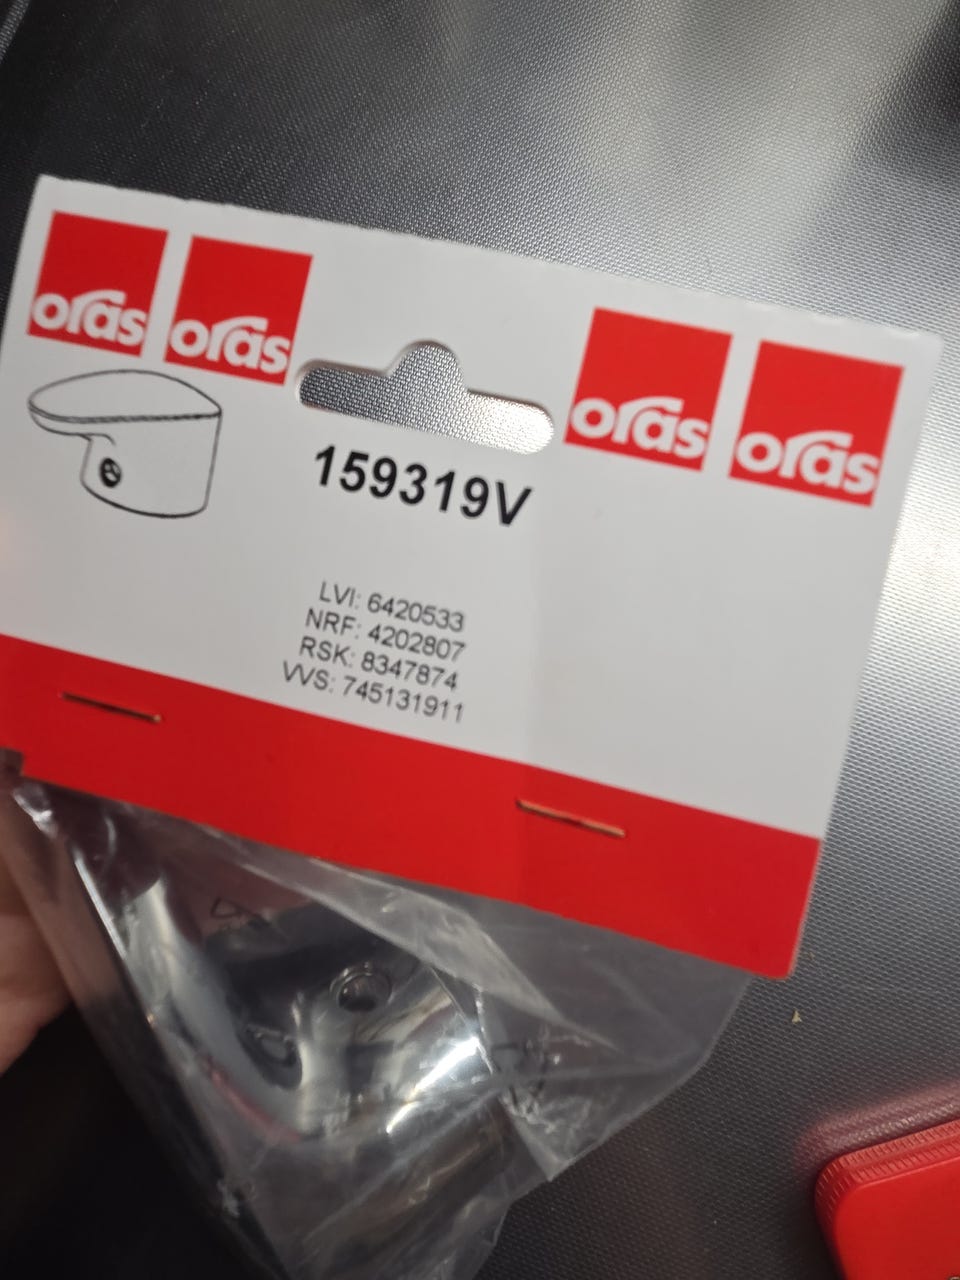 oras oras oras oras
159319V
LVI: 6420533
NRF: 4202807
RSK: 8347874
VVS: 745131911